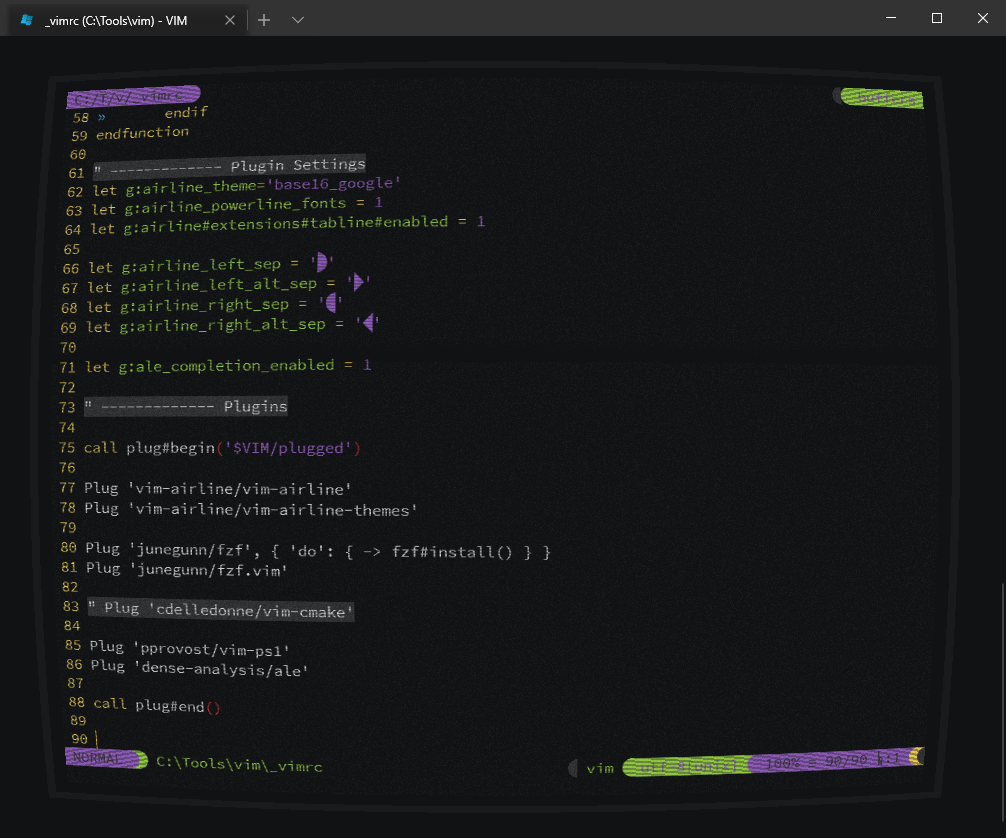 _vimrc (C:\Tools\vim) - VIM
C:/T/v/_vimrc
58 »       endif
59 endfunction
60
61 " ------------- Plugin Settings
62 let g:airline_theme='base16_google'
63 let g:airline_powerline_fonts = 1
64 let g:airline#extensions#tabline#enabled = 1
65
66 let g:airline_left_sep = ''
67 let g:airline_left_alt_sep = ''
68 let g:airline_right_sep = ''
69 let g:airline_right_alt_sep = ''
70
71 let g:ale_completion_enabled = 1
72
73 " ------------- Plugins
74
75 call plug#begin('$VIM/plugged')
76
77 Plug 'vim-airline/vim-airline'
78 Plug 'vim-airline/vim-airline-themes'
79
80 Plug 'junegunn/fzf', { 'do': { -> fzf#install() } }
81 Plug 'junegunn/fzf.vim'
82
83 " Plug 'cdelledonne/vim-cmake'
84
85 Plug 'pprovost/vim-ps1'
86 Plug 'dense-analysis/ale'
87
88 call plug#end()
89
90
NORMAL C:\Tools\vim\_vimrc vim 100% 90/90